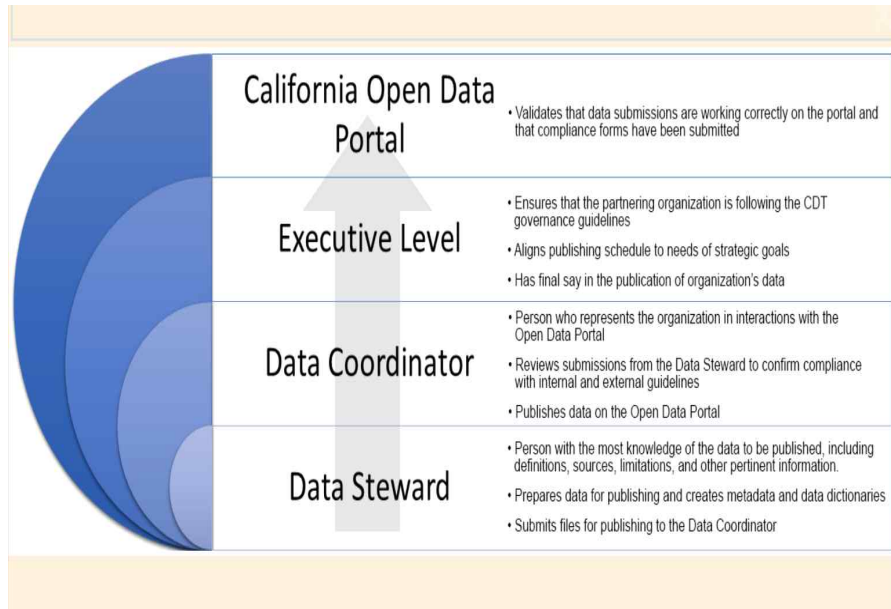 California Open Data
Portal
• Validates that data submissions are working correctly on the portal and
that compliance forms have been submitted
Executive Level
• Ensures that the partnering organization is following the CDT
governance guidelines
• Aligns publishing schedule to needs of strategic goals
• Has final say in the publication of organization's data
Data Coordinator
• Person who represents the organization in interactions with the
Open Data Portal
• Reviews submissions from the Data Steward to confirm compliance
with internal and external guidelines
• Publishes data on the Open Data Portal
Data Steward
• Person with the most knowledge of the data to be published, including
definitions, sources, limitations, and other pertinent information.
• Prepares data for publishing and creates metadata and data dictionaries
• Submits files for publishing to the Data Coordinator